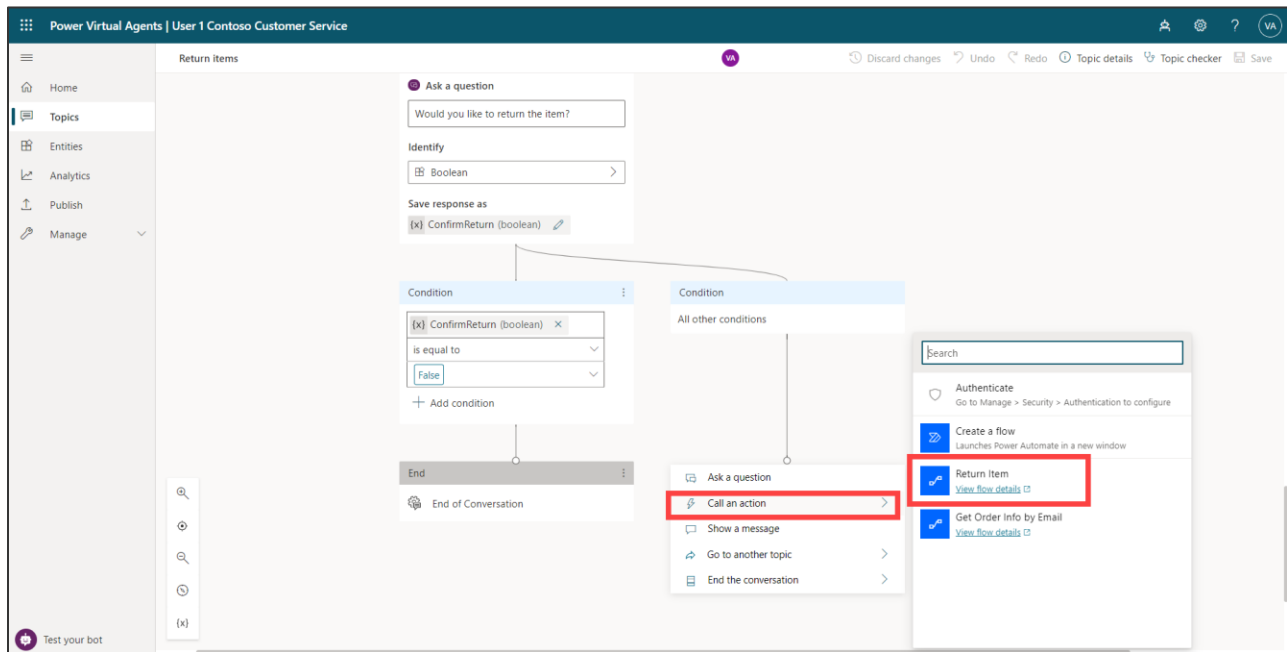 Power Virtual Agents | User 1 Contoso Customer Service
? VA
Return items
VA
Discard changes Undo Redo Topic details Topic checker Save
Home
Topics
Entities
Analytics
Publish
Manage
Ask a question
Would you like to return the item?
Identify
Boolean
Save response as
{x} ConfirmReturn (boolean)
Condition
{x} ConfirmReturn (boolean) ×
is equal to
False
+ Add condition
End
End of Conversation
Condition
All other conditions
Ask a question
Call an action
Show a message
Go to another topic
End the conversation
Search
Authenticate
Go to Manage > Security > Authentication to configure
Create a flow
Launches Power Automate in a new window
Return Item
View flow details
Get Order Info by Email
View flow details
{x}
Test your bot